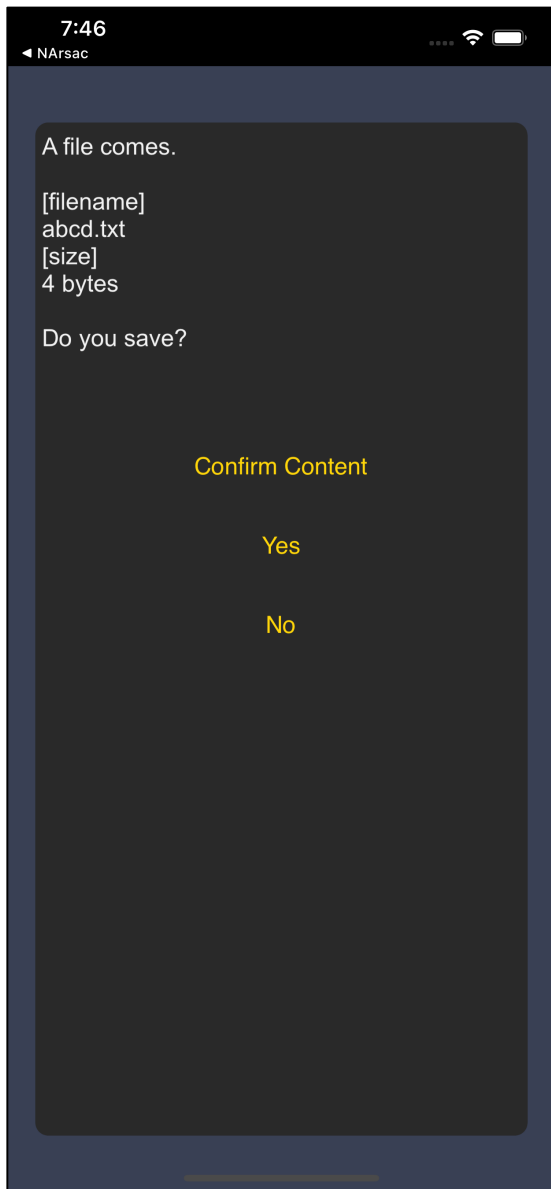 7:46
◀ NArsac
A file comes.
[filename]
abcd.txt
[size]
4 bytes
Do you save?
Confirm Content
Yes
No